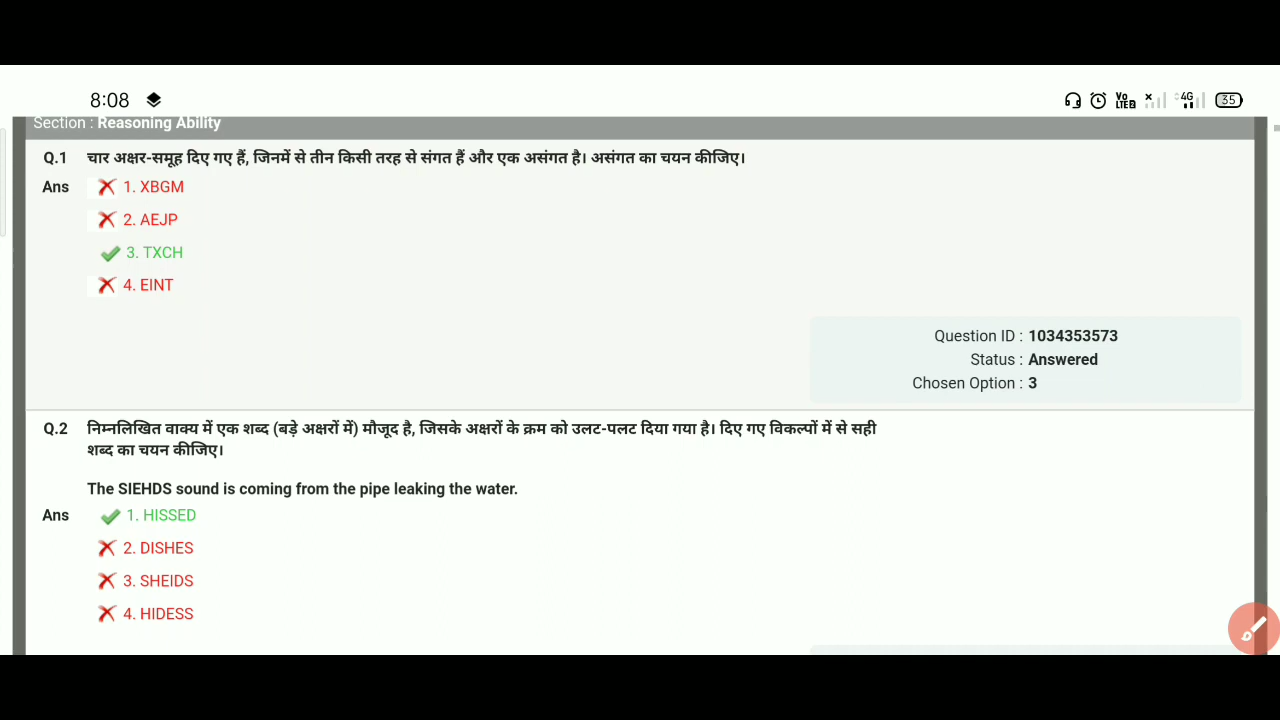 8:08
Vo LTE2 4G 35
Section : Reasoning Ability
Q.1 चार अक्षर-समूह दिए गए हैं, जिनमें से तीन किसी तरह से संगत हैं और एक असंगत है। असंगत का चयन कीजिए।
Ans 1. XBGM
2. AEJP
3. TXCH
4. EINT
Question ID : 1034353573
Status : Answered
Chosen Option : 3
Q.2 निम्नलिखित वाक्य में एक शब्द (बड़े अक्षरों में) मौजूद है, जिसके अक्षरों के क्रम को उलट-पलट दिया गया है। दिए गए विकल्पों में से सही
शब्द का चयन कीजिए।
The SIEHDS sound is coming from the pipe leaking the water.
Ans 1. HISSED
2. DISHES
3. SHEIDS
4. HIDESS